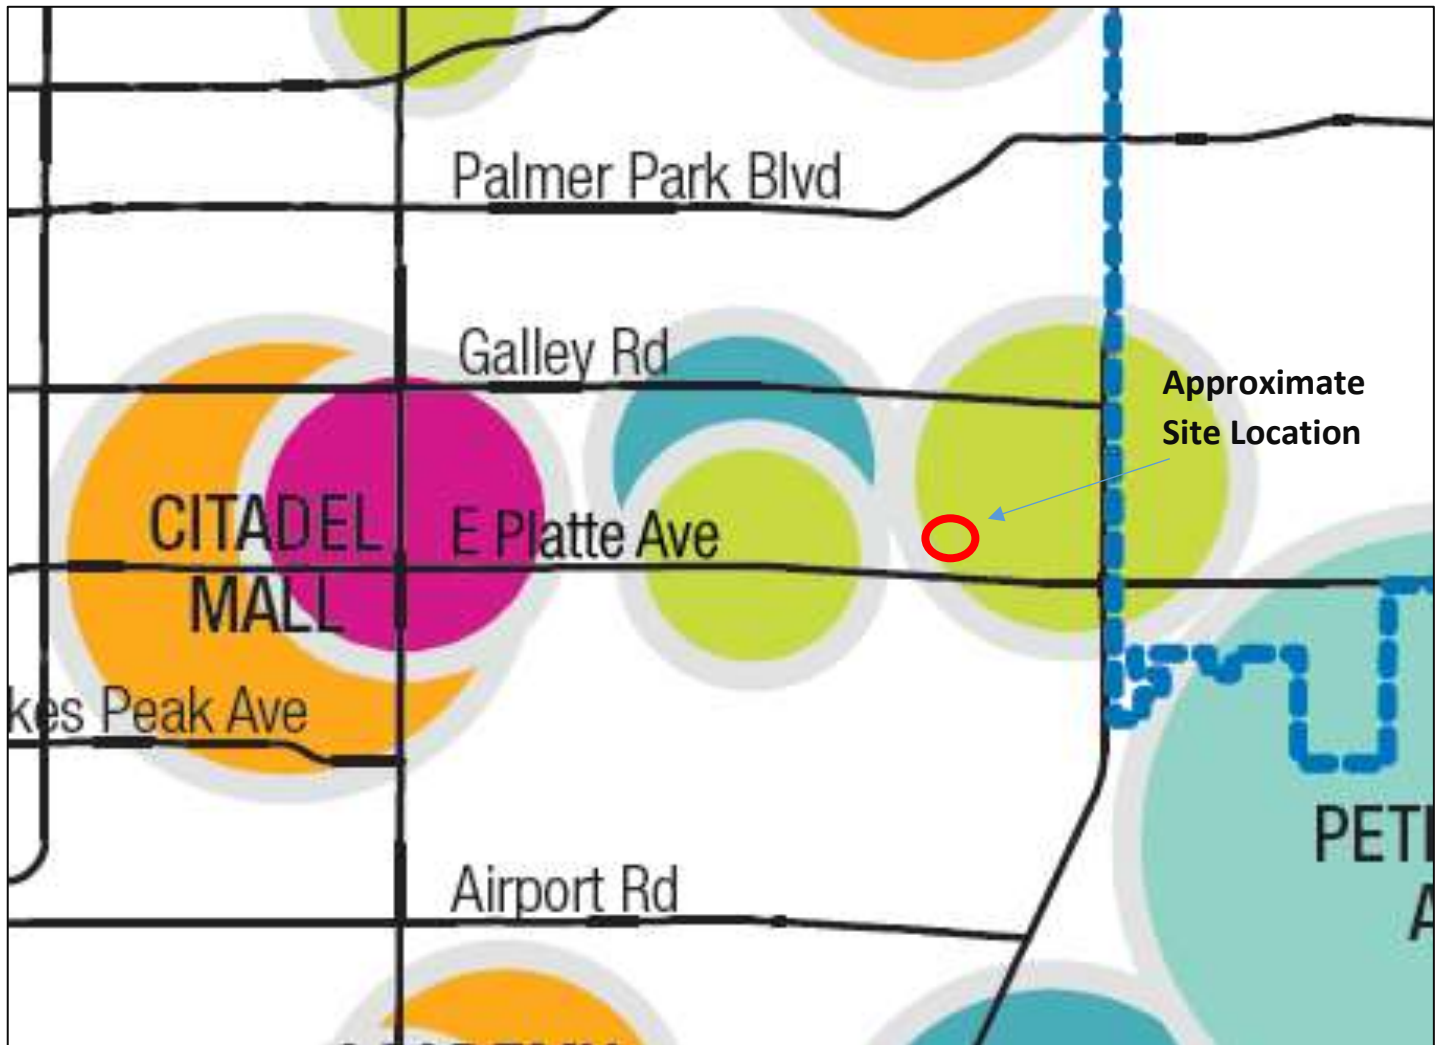 Palmer Park Blvd
Galley Rd
Approximate
Site Location
CITADEL
MALL
E Platte Ave
kes Peak Ave
PET
Airport Rd
A